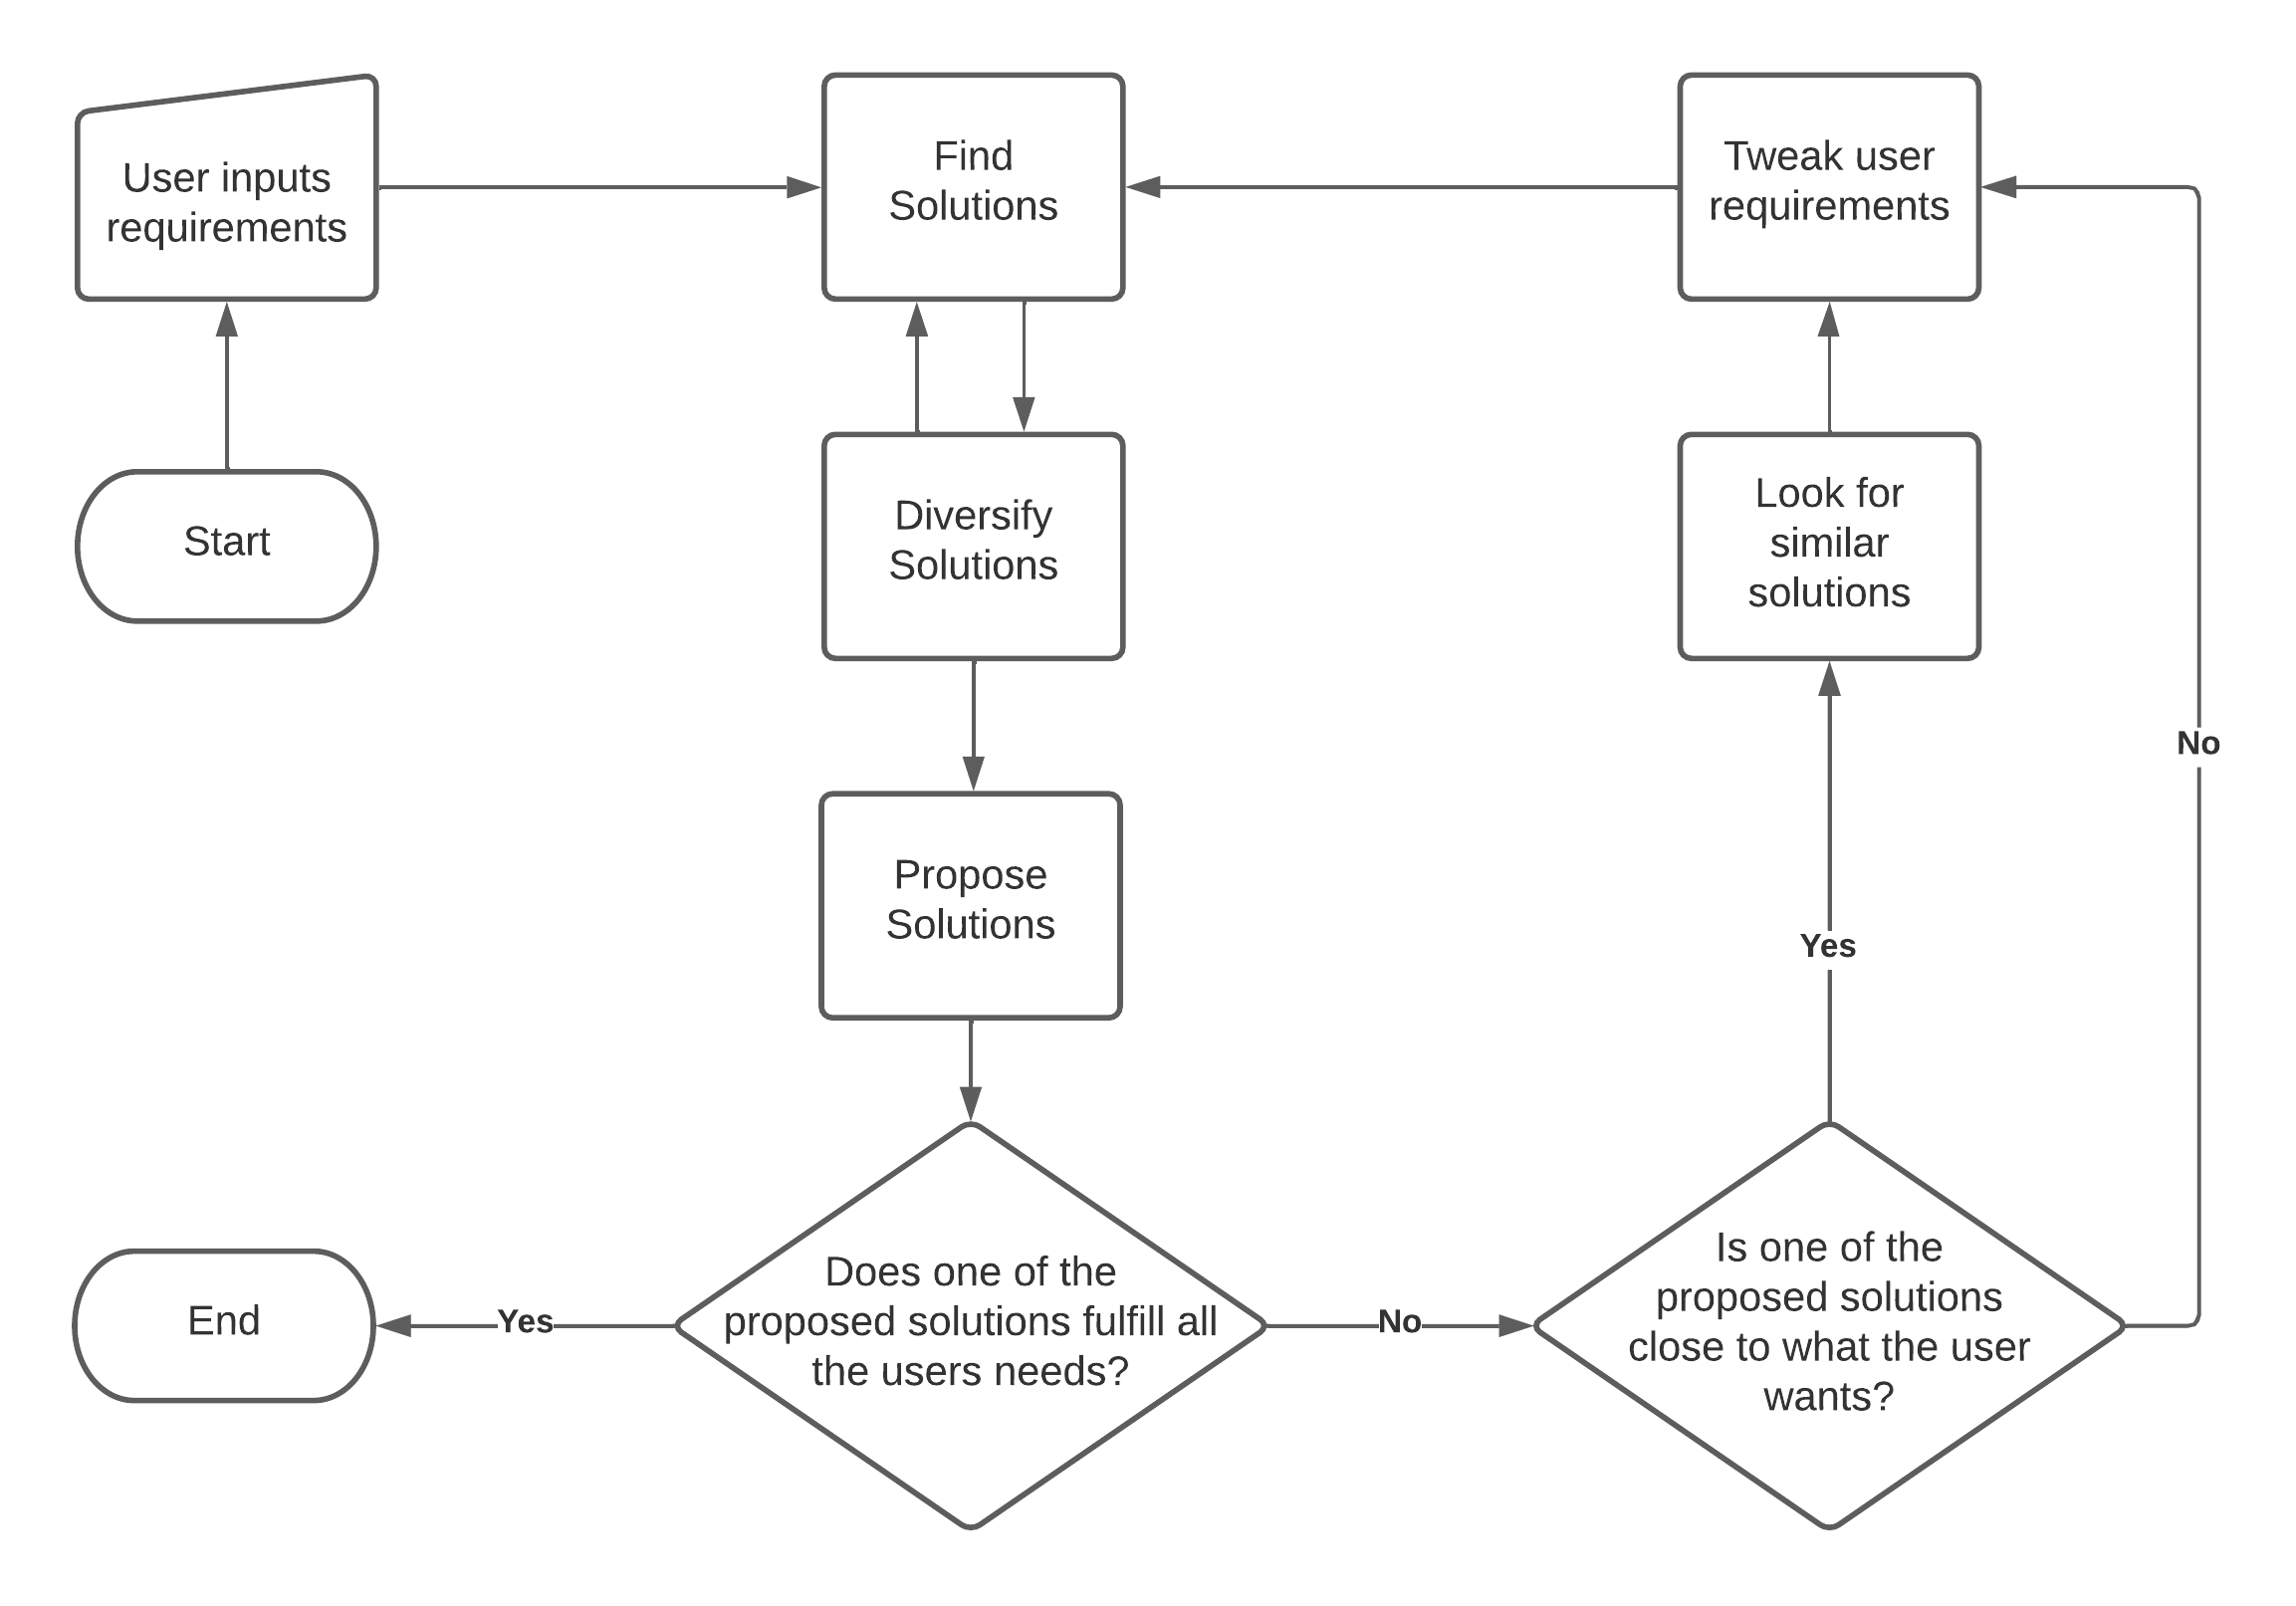 User inputs
requirements
Find
Solutions
Tweak user
requirements
Start
Diversify
Solutions
Look for
similar
solutions
No
Propose
Solutions
Yes
End
Yes
Does one of the
proposed solutions fulfill all
the users needs?
No
Is one of the
proposed solutions
close to what the user
wants?